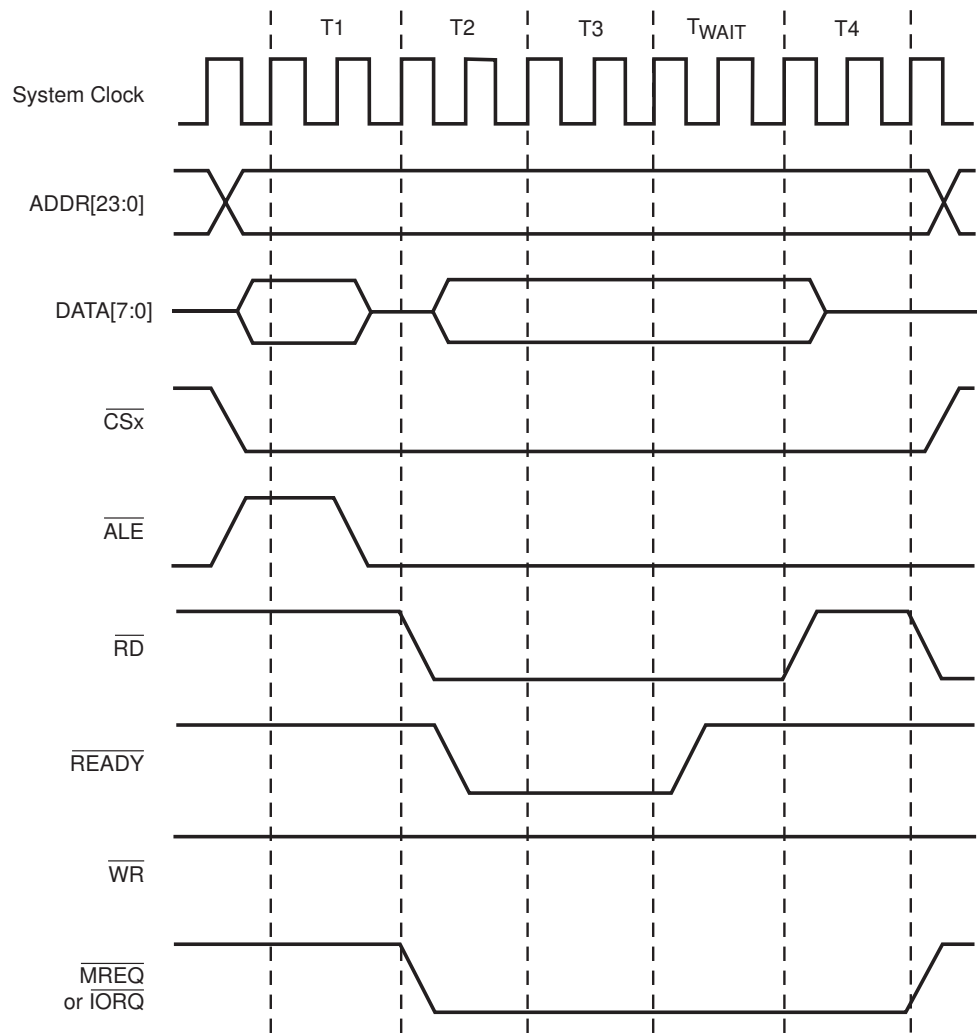 T1 T2 T3 TWAIT T4
System Clock
ADDR[23:0]
DATA[7:0]
CSx
ALE
RD
READY
WR
MREQ
or IORQ